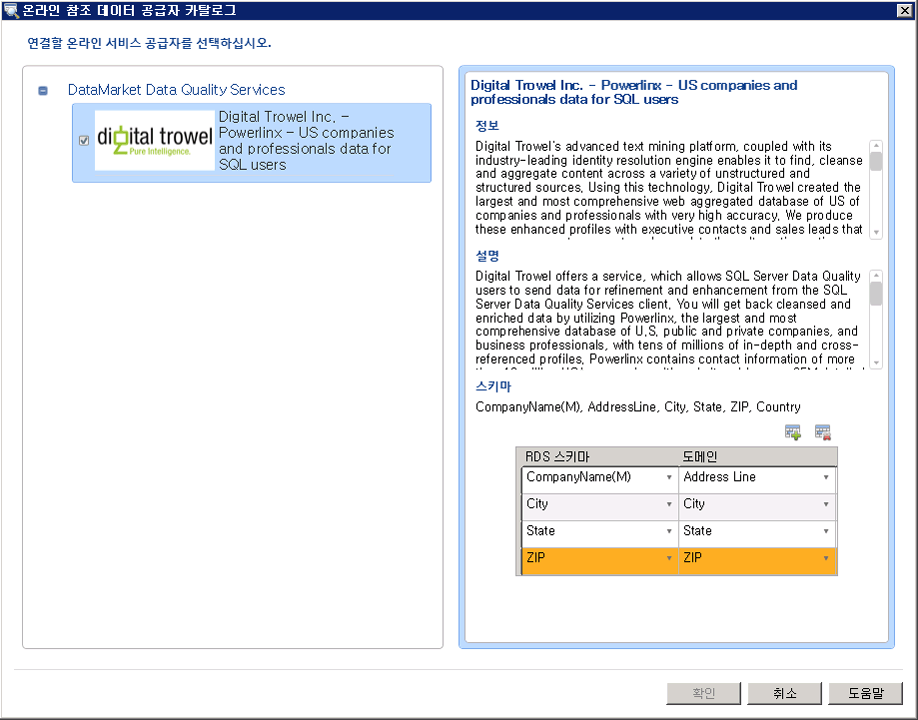 온라인 참조 데이터 공급자 카탈로그
연결할 온라인 서비스 공급자를 선택하십시오.
DataMarket Data Quality Services
digital trowel
Pure Intelligence.
Digital Trowel Inc. -
Powerlinx - US companies
and professionals data for
SQL users
Digital Trowel Inc. - Powerlinx - US companies and
professionals data for SQL users
정보
Digital Trowel's advanced text mining platform, coupled with its
industry-leading identity resolution engine enables it to find, cleanse
and aggregate content across a variety of unstructured and
structured sources. Using this technology, Digital Trowel created the
largest and most comprehensive web aggregated database of US of
companies and professionals with very high accuracy. We produce
these enhanced profiles with executive contacts and sales leads that
설명
Digital Trowel offers a service, which allows SQL Server Data Quality
users to send data for refinement and enhancement from the SQL
Server Data Quality Services client. You will get back cleansed and
enriched data by utilizing Powerlinx, the largest and most
comprehensive database of U.S. public and private companies, and
business professionals, with tens of millions of in-depth and cross-
referenced profiles. Powerlinx contains contact information of more
스키마
CompanyName(M), AddressLine, City, State, ZIP, Country
RDS 스키마 도메인
CompanyName(M) Address Line
City City
State State
ZIP ZIP
확인 취소 도움말